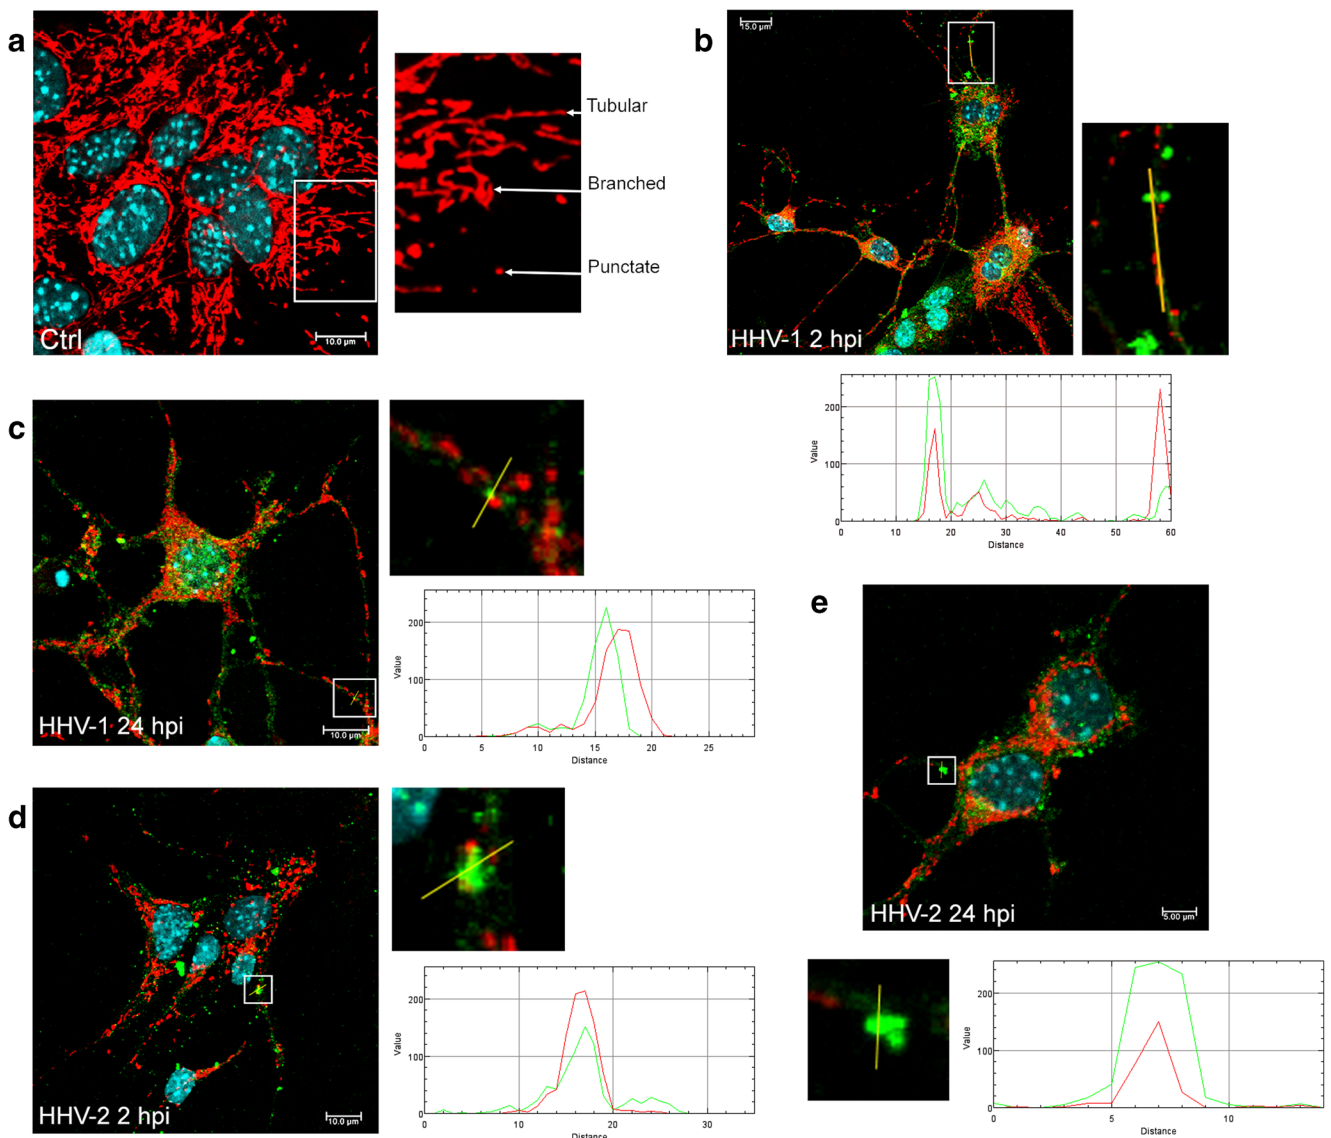 a
Ctrl
10.0 µm
Tubular
Branched
Punctate
b
15.0 µm
HHV-1 2 hpi
Value
200
100
0
0 10 20 30 40 50 60
Distance
c
HHV-1 24 hpi
10.0 µm
Value
200
100
0
0 5 10 15 20 25
Distance
d
HHV-2 2 hpi
10.0 µm
Value
200
100
0
0 10 20 30
Distance
e
HHV-2 24 hpi
5.00 µm
Value
200
100
0
0 5 10
Distance